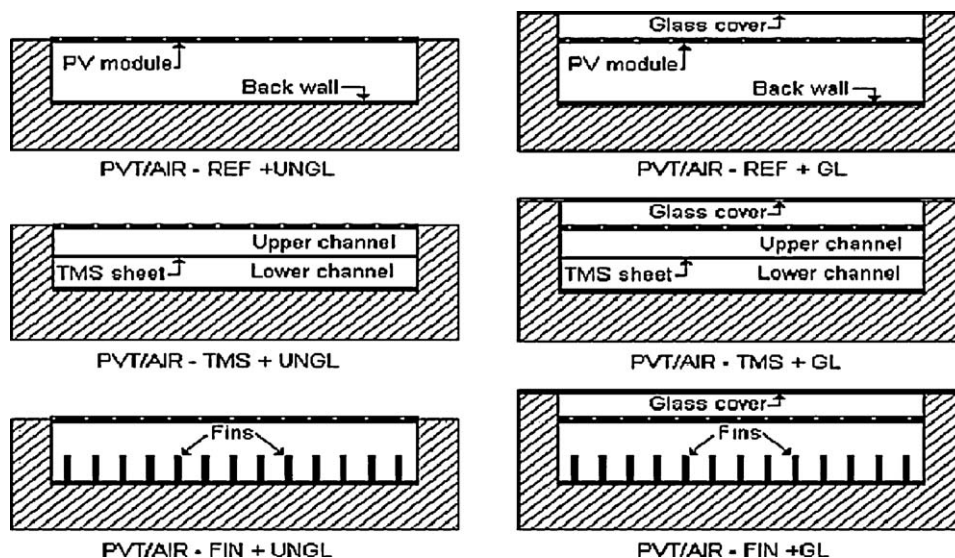 PV module
Back wall
PVT/AIR - REF +UNGL
Glass cover
PV module
Back wall
PVT/AIR - REF + GL
Upper channel
TMS sheet
Lower channel
PVT/AIR - TMS + UNGL
Glass cover
Upper channel
TMS sheet
Lower channel
PVT/AIR - TMS + GL
Fins
PVT/AIR - FIN + UNGL
Glass cover
Fins
PVT/AIR - FIN +GL